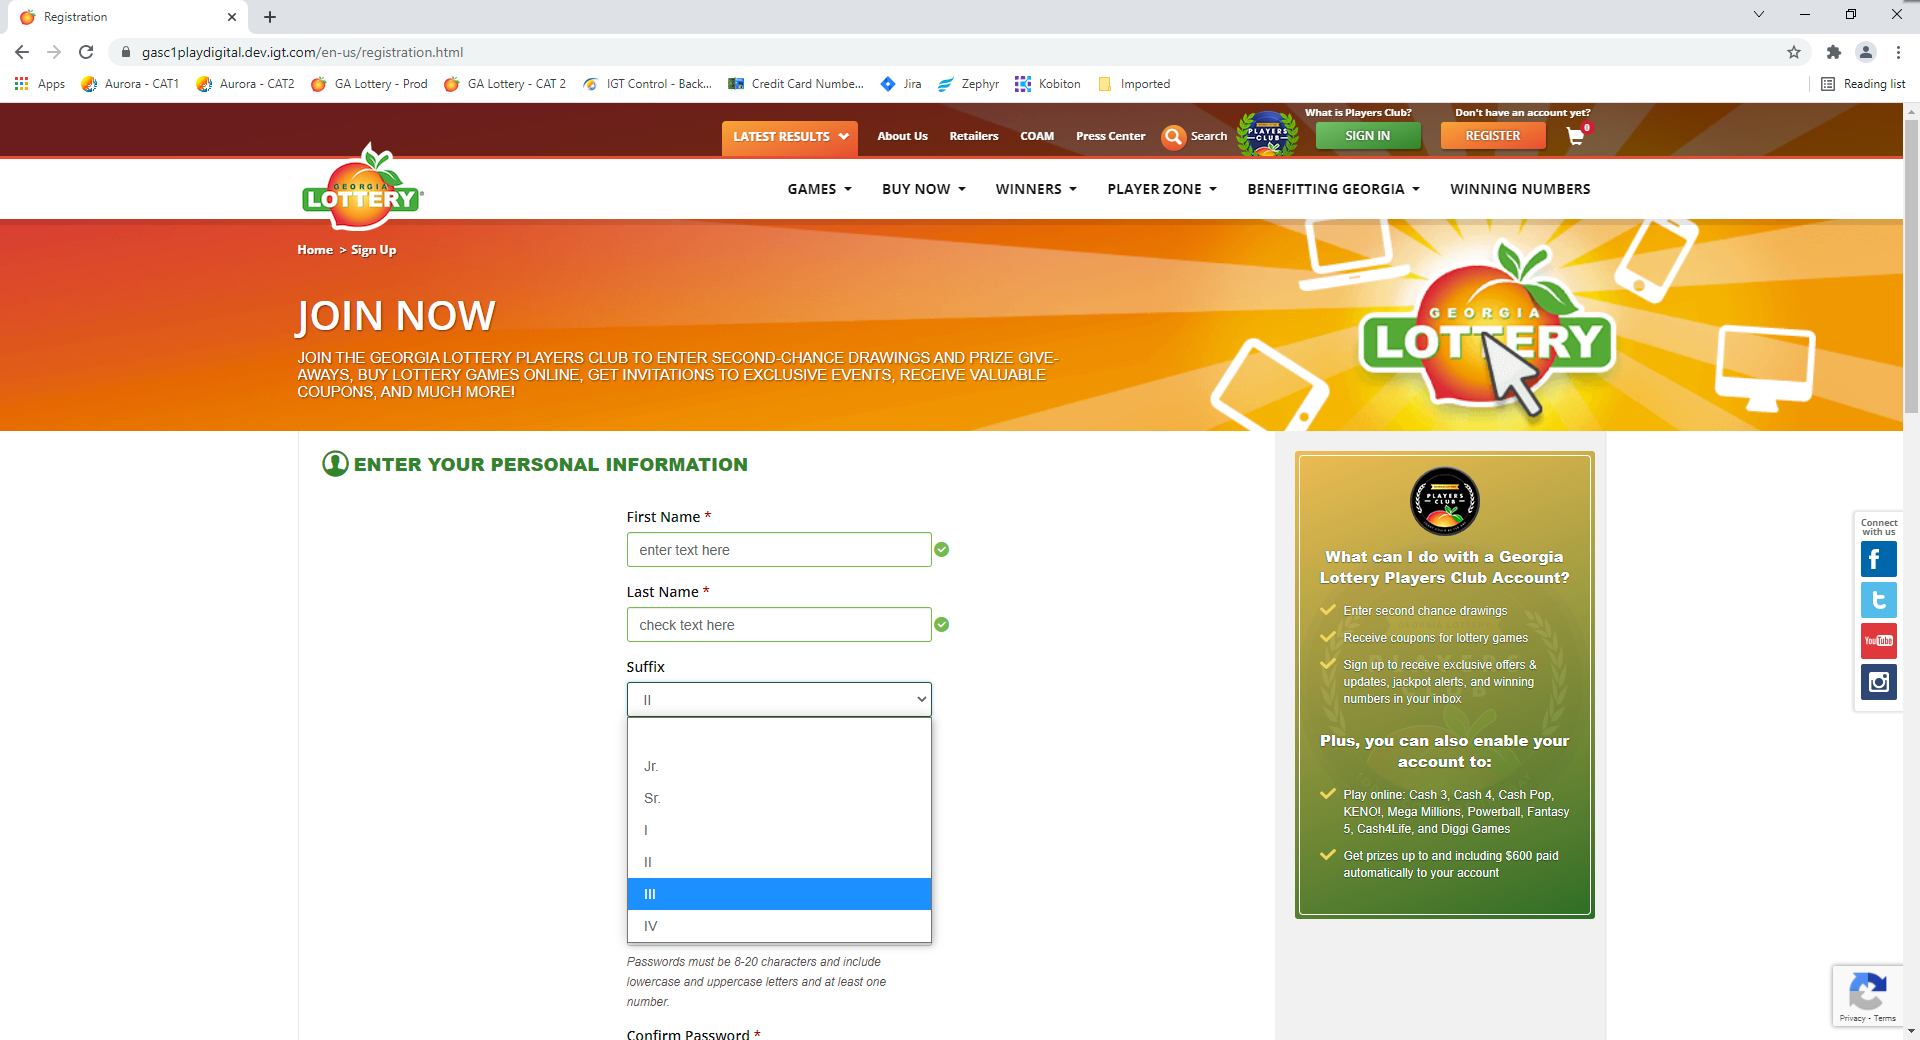 Registration
gasc1playdigital.dev.igt.com/en-us/registration.html
Apps
Aurora - CAT1
Aurora - CAT2
GA Lottery - Prod
GA Lottery - CAT 2
IGT Control - Back...
Credit Card Numbe...
Jira
Zephyr
Kobiton
Imported
Reading list
What is Players Club?
Don't have an account yet?
LATEST RESULTS
About Us
Retailers
COAM
Press Center
Search
PLAYERS
CLUB
SIGN IN
REGISTER
0
GEORGIA
LOTTERY
GAMES
BUY NOW
WINNERS
PLAYER ZONE
BENEFITTING GEORGIA
WINNING NUMBERS
Home > Sign Up
JOIN NOW
JOIN THE GEORGIA LOTTERY PLAYERS CLUB TO ENTER SECOND-CHANCE DRAWINGS AND PRIZE GIVE-
AWAYS, BUY LOTTERY GAMES ONLINE, GET INVITATIONS TO EXCLUSIVE EVENTS, RECEIVE VALUABLE
COUPONS, AND MUCH MORE!
GEORGIA
LOTTERY
ENTER YOUR PERSONAL INFORMATION
First Name *
enter text here
Last Name *
check text here
Suffix
II
Jr.
Sr.
I
II
III
IV
Passwords must be 8-20 characters and include
lowercase and uppercase letters and at least one
number.
Confirm Password *
PLAYERS
CLUB
What can I do with a Georgia
Lottery Players Club Account?
Enter second chance drawings
Receive coupons for lottery games
Sign up to receive exclusive offers &
updates, jackpot alerts, and winning
numbers in your inbox
Plus, you can also enable your
account to:
Play online: Cash 3, Cash 4, Cash Pop,
KENO!, Mega Millions, Powerball, Fantasy
5, Cash4Life, and Diggi Games
Get prizes up to and including $600 paid
automatically to your account
Connect
with us
YouTube
Privacy - Terms